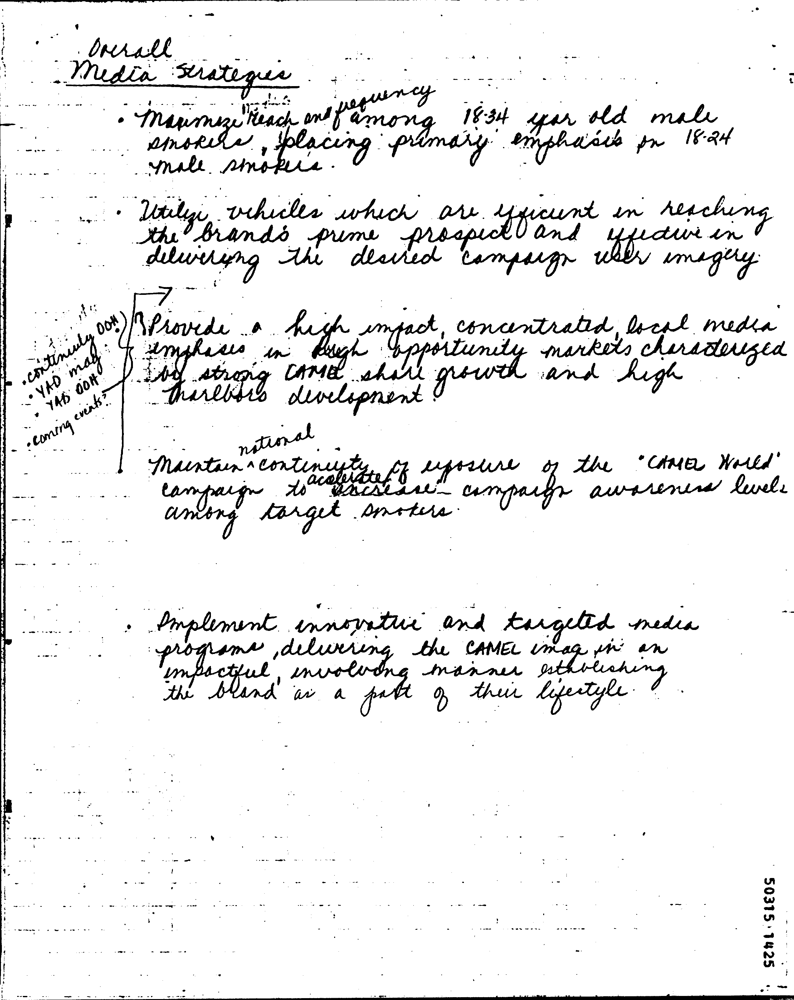 Overall
Media Strategies
• Maximize "Reach and frequency among 18-34 year old male
smokers, placing primary emphasis on 18-24
male smokers.
• Utilize vehicles which are efficient in reaching
the brand's prime prospect and effective in
delivering the desired campaign user imagery.
• continuity OOH
• YAD mag
• YAD OOH
• coming events?
Provide a high impact, concentrated, local media
emphasis in high opportunity markets characterized
by strong CAMEL share growth and high
Marlboro development.
national
Maintain ^ continuity of exposure of the "CAMEL World"
accelerate
campaign to increase campaign awareness levels
among target smokers.
• Implement innovative and targeted media
programs, delivering the CAMEL imag in an
impactful, involving manner establishing
the brand as a part of their lifestyle.
50315 1425